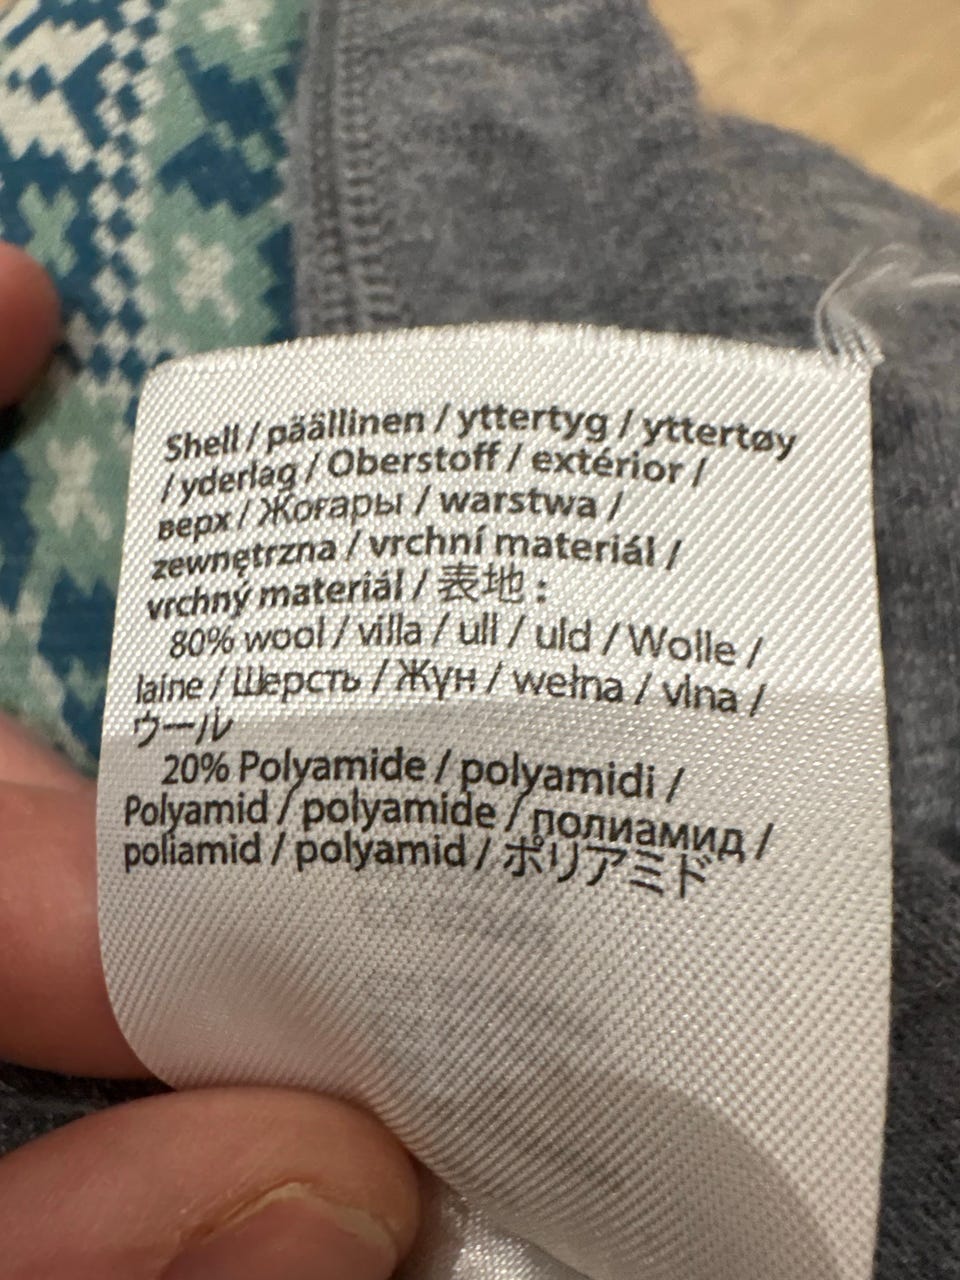 Shell / päällinen / yttertyg / yttertøy
/ yderlag / Oberstoff / extérior /
верх / Жоғары / warstwa /
zewnętrzna / vrchní materiál /
vrchný materiál / 表地 :
80% wool / villa / ull / uld / Wolle /
laine / Шерсть / Жүн / wełna / vlna /
ウール
20% Polyamide / polyamidi /
Polyamid / polyamide / полиамид /
poliamid / polyamid / ポリアミド